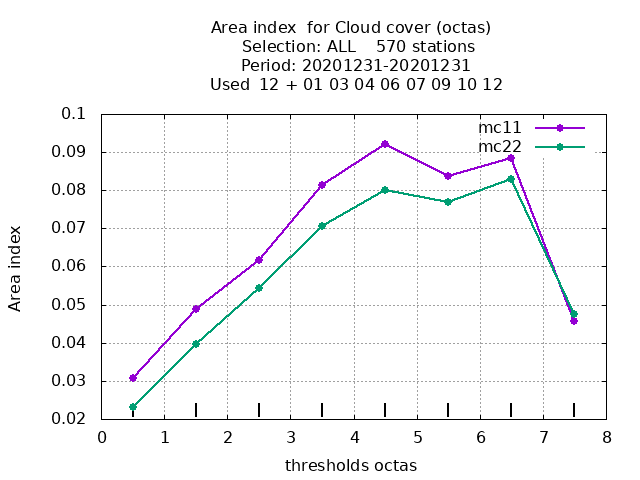 Area index  for Cloud cover (octas)
Selection: ALL    570 stations
Period: 20201231-20201231
Used  12 + 01 03 04 06 07 09 10 12
0.1
mc11
mc22
0.09
0.08
0.07
0.06
0.05
0.04
0.03
0.02
Area index
0 1 2 3 4 5 6 7 8
thresholds octas